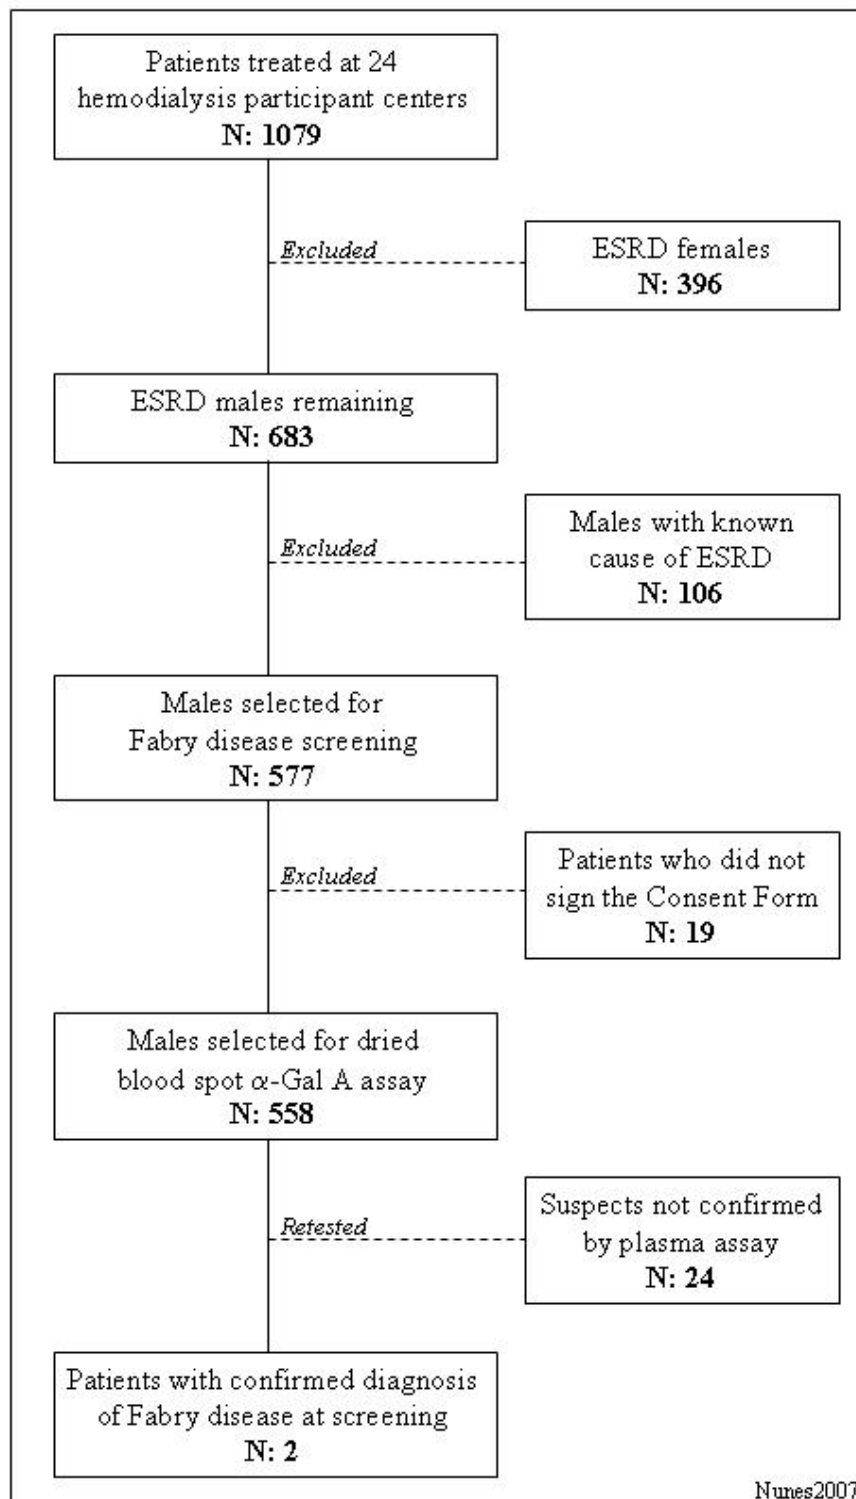 Patients treated at 24
hemodialysis participant centers
N: 1079
Excluded
ESRD females
N: 396
ESRD males remaining
N: 683
Excluded
Males with known
cause of ESRD
N: 106
Males selected for
Fabry disease screening
N: 577
Excluded
Patients who did not
sign the Consent Form
N: 19
Males selected for dried
blood spot α-Gal A assay
N: 558
Retested
Suspects not confirmed
by plasma assay
N: 24
Patients with confirmed diagnosis
of Fabry disease at screening
N: 2
Nunes2007